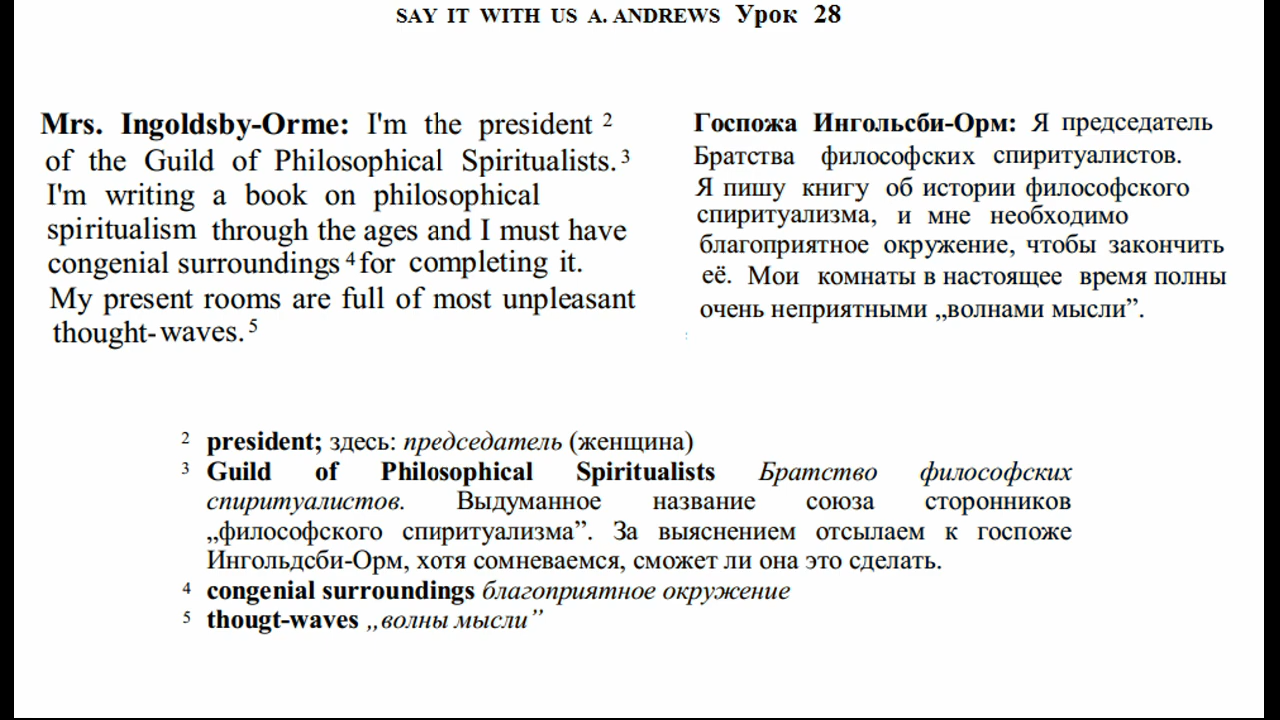 SAY IT WITH US A. ANDREWS Урок 28
Mrs. Ingoldsby-Orme: I'm the president ²
of the Guild of Philosophical Spiritualists. ³
I'm writing a book on philosophical
spiritualism through the ages and I must have
congenial surroundings ⁴ for completing it.
My present rooms are full of most unpleasant
thought-waves. ⁵
Госпожа Ингольсби-Орм: Я председатель
Братства философских спиритуалистов.
Я пишу книгу об истории философского
спиритуализма, и мне необходимо
благоприятное окружение, чтобы закончить
её. Мои комнаты в настоящее время полны
очень неприятными „волнами мысли”.
² president; здесь: председатель (женщина)
³ Guild of Philosophical Spiritualists Братство философских
спиритуалистов. Выдуманное название союза сторонников
„философского спиритуализма”. За выяснением отсылаем к госпоже
Ингольдсби-Орм, хотя сомневаемся, сможет ли она это сделать.
⁴ congenial surroundings благоприятное окружение
⁵ thougt-waves „волны мысли”